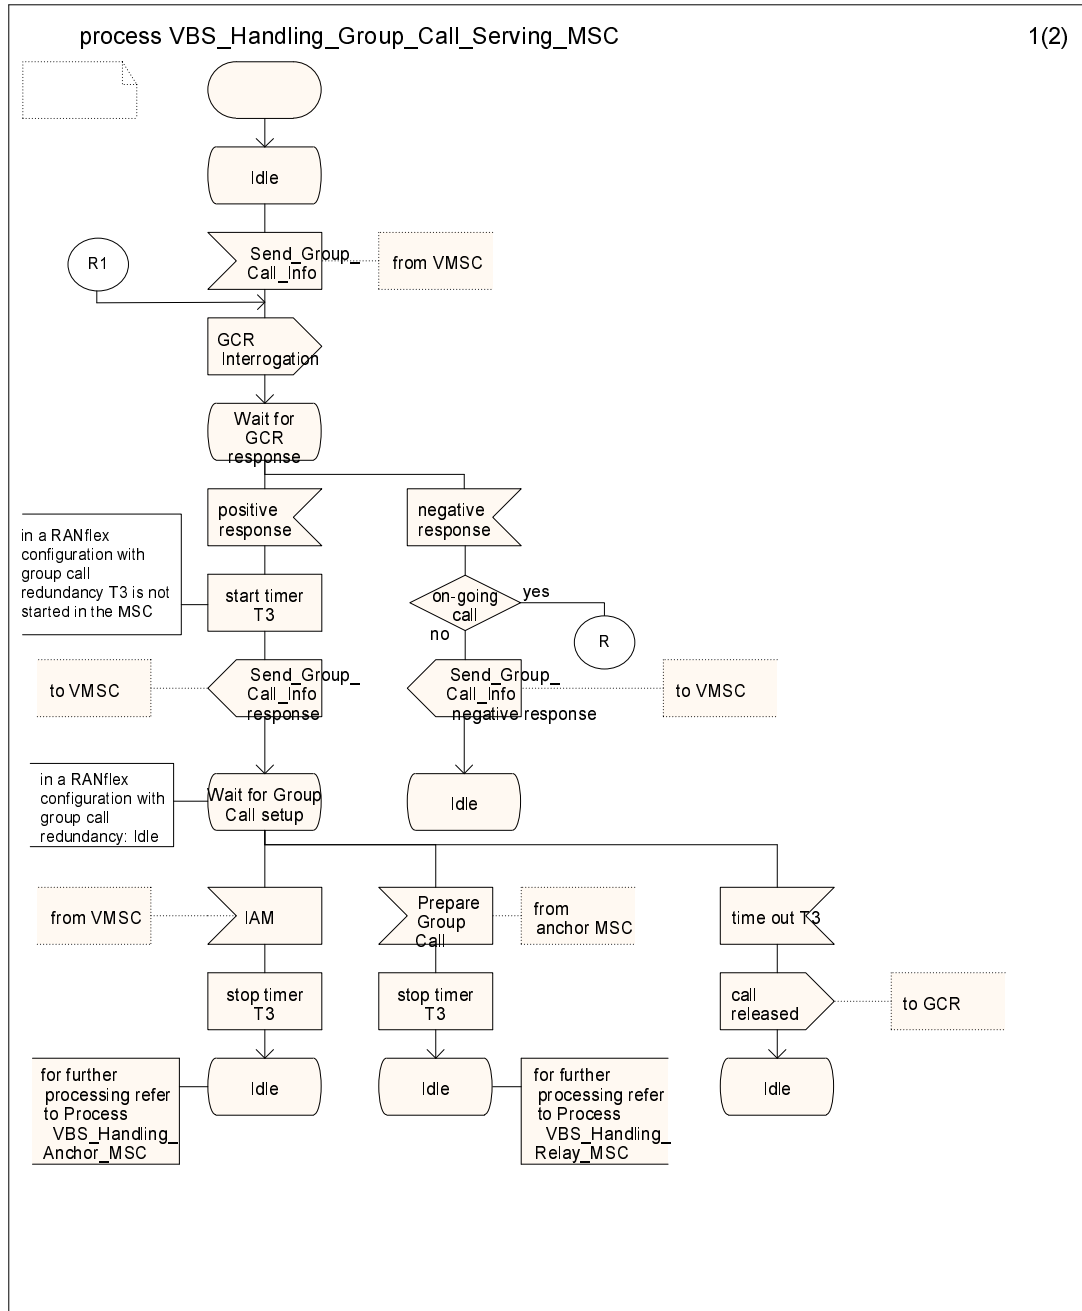 process VBS_Handling_Group_Call_Serving_MSC
1(2)
Idle
R1
Send_Group_
Call_Info
from VMSC
GCR
Interrogation
Wait for
GCR
response
positive
response
negative
response
in a RANflex
configuration with
group call
redundancy T3 is not
started in the MSC
start timer
T3
on-going
call
yes
no
R
to VMSC
Send_Group_
Call_Info
response
Send_Group_
Call_Info
negative response
to VMSC
in a RANflex
configuration with
group call
redundancy: Idle
Wait for Group
Call setup
Idle
from VMSC
IAM
Prepare
Group
Call
from
anchor MSC
time out T3
stop timer
T3
stop timer
T3
call
released
to GCR
for further
processing refer
to Process
VBS_Handling_
Anchor_MSC
Idle
Idle
for further
processing refer
to Process
VBS_Handling_
Relay_MSC
Idle